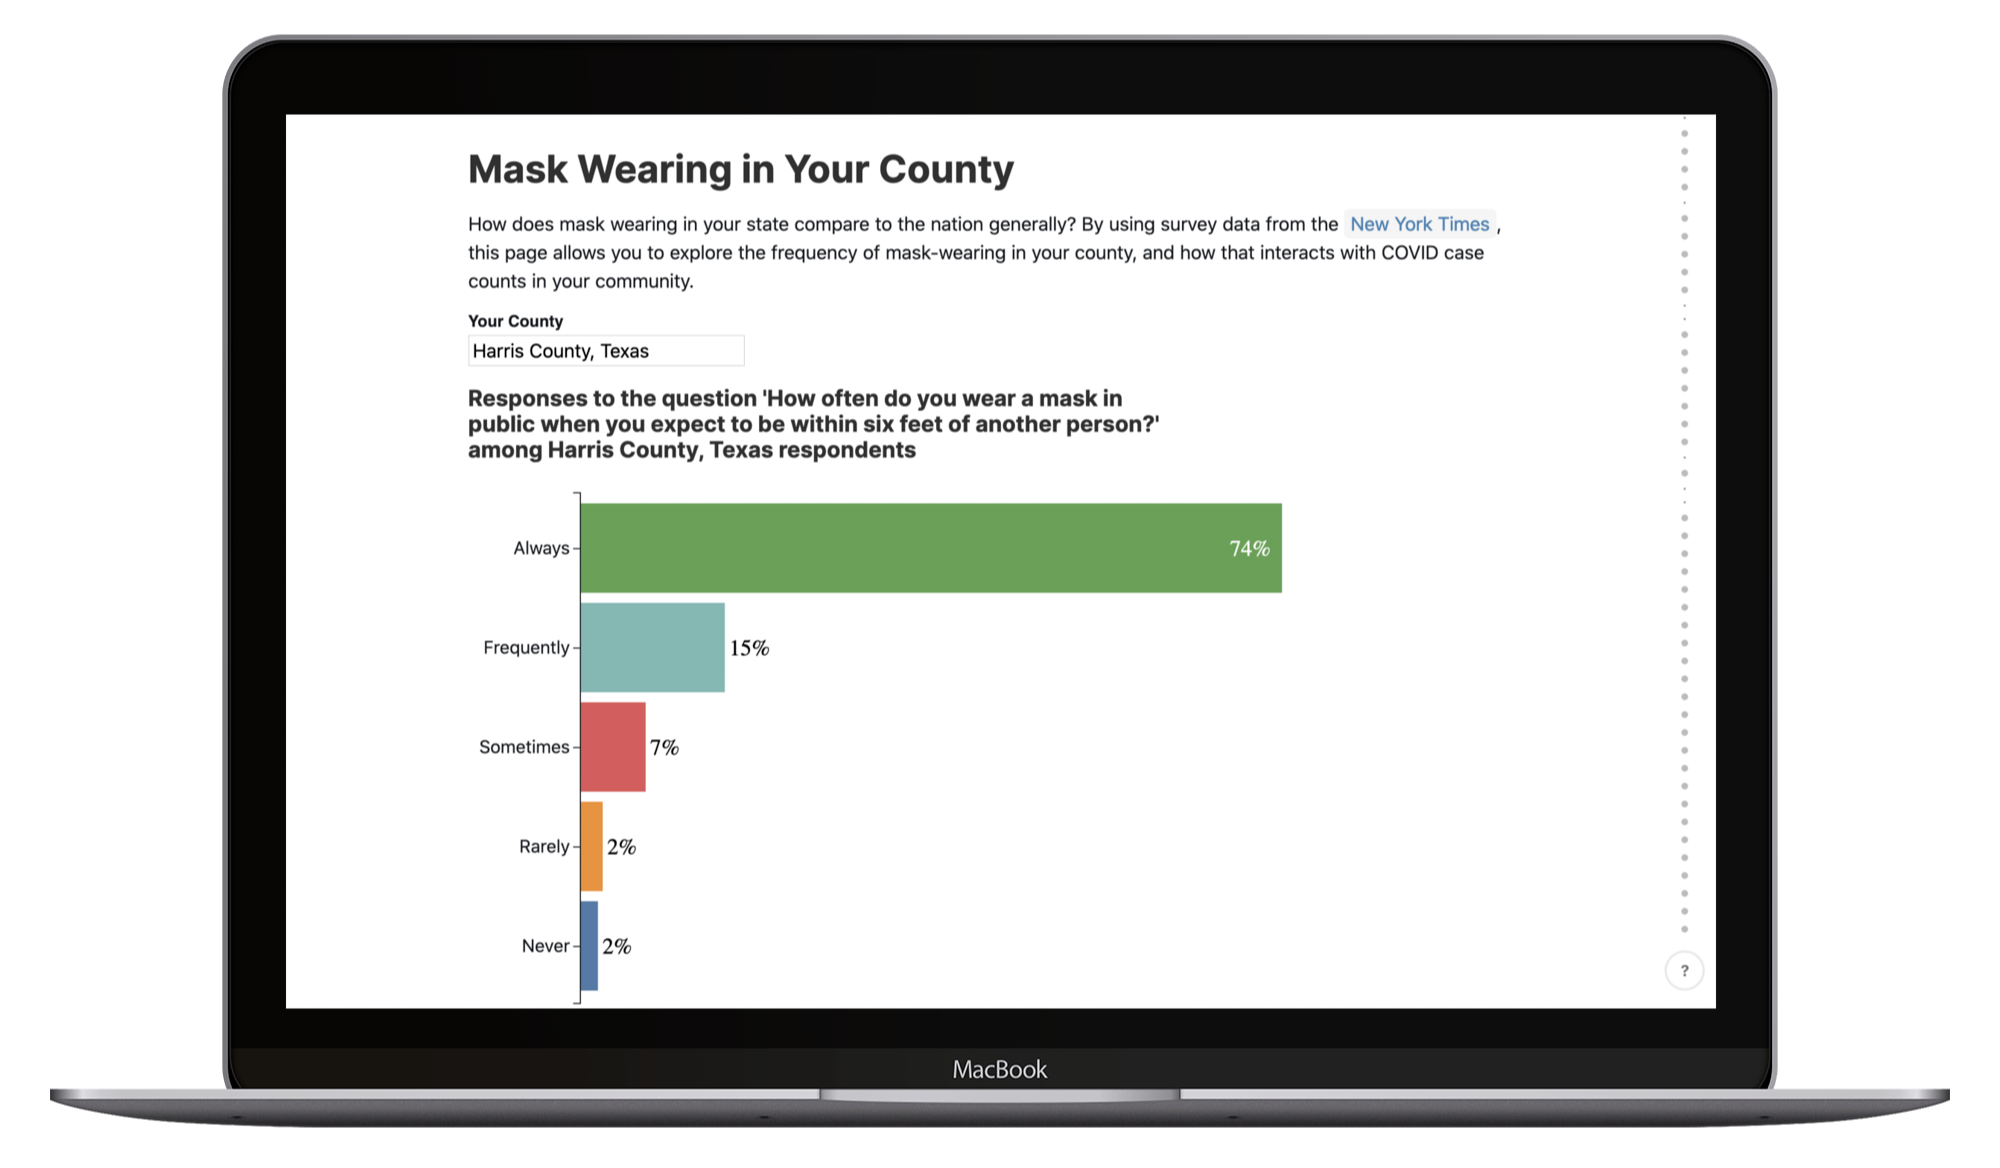 Mask Wearing in Your County
How does mask wearing in your state compare to the nation generally? By using survey data from the New York Times ,
this page allows you to explore the frequency of mask-wearing in your county, and how that interacts with COVID case
counts in your community.
Your County
Harris County, Texas
Responses to the question 'How often do you wear a mask in
public when you expect to be within six feet of another person?'
among Harris County, Texas respondents
Always 74%
Frequently 15%
Sometimes 7%
Rarely 2%
Never 2%
?
MacBook